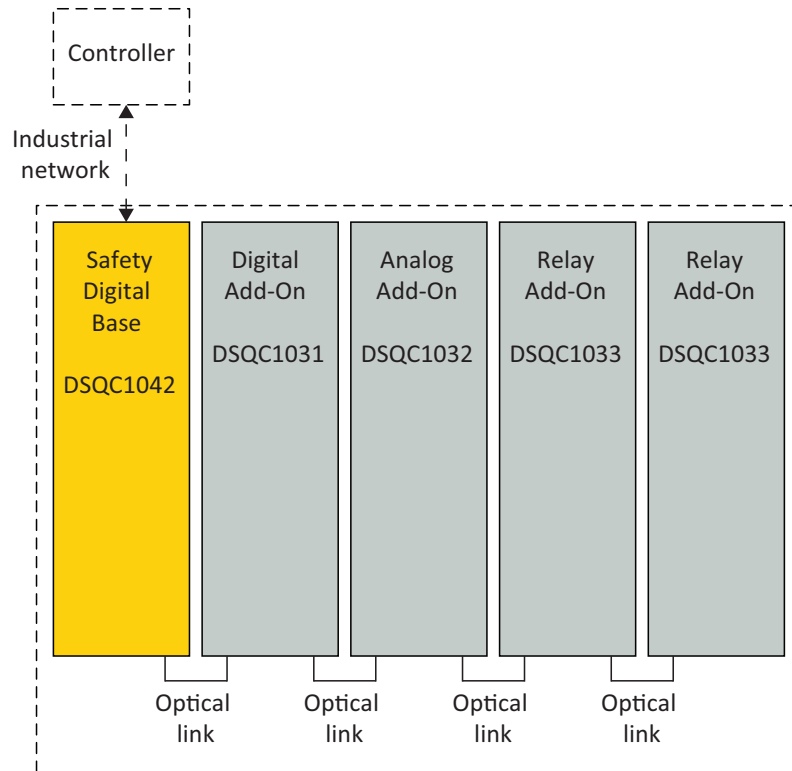 Controller
Industrial
network
Safety
Digital
Base
DSQC1042
Digital
Add-On
DSQC1031
Analog
Add-On
DSQC1032
Relay
Add-On
DSQC1033
Relay
Add-On
DSQC1033
Optical
link
Optical
link
Optical
link
Optical
link